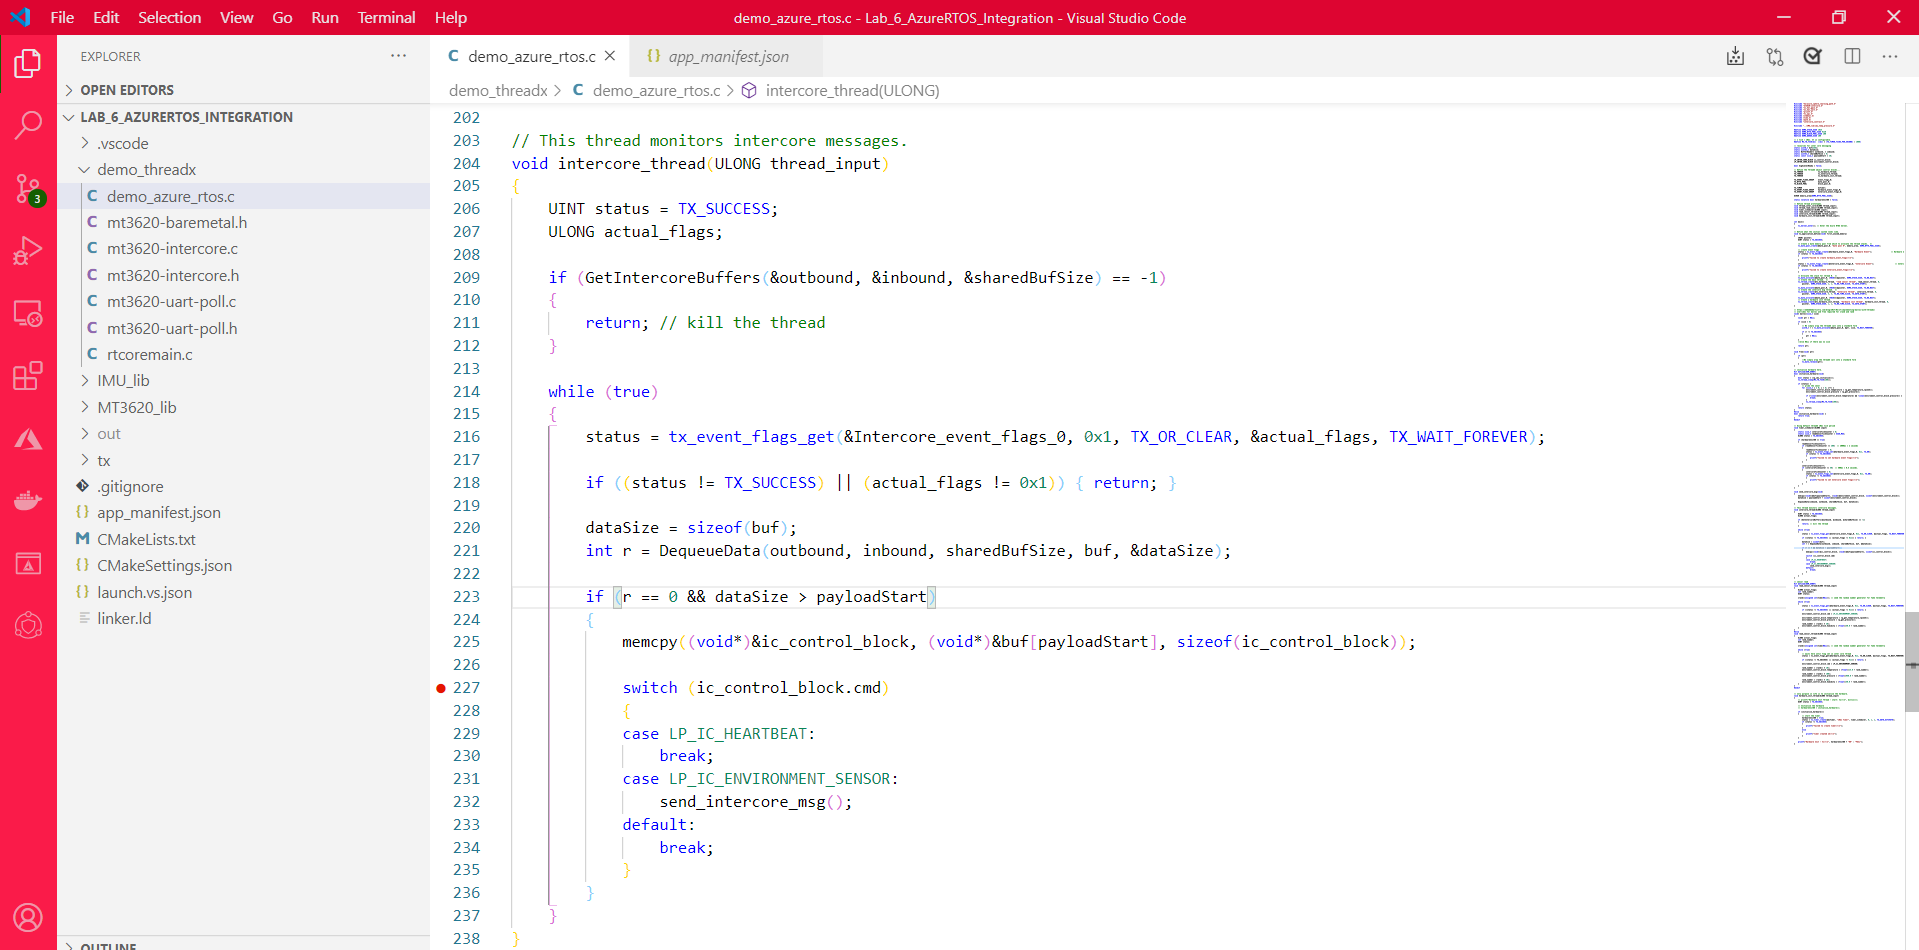 File Edit Selection View Go Run Terminal Help
demo_azure_rtos.c - Lab_6_AzureRTOS_Integration - Visual Studio Code
EXPLORER
OPEN EDITORS
LAB_6_AZURERTOS_INTEGRATION
.vscode
demo_threadx
C demo_azure_rtos.c
C mt3620-baremetal.h
C mt3620-intercore.c
C mt3620-intercore.h
C mt3620-uart-poll.c
C mt3620-uart-poll.h
C rtcoremain.c
IMU_lib
MT3620_lib
out
tx
.gitignore
{} app_manifest.json
M CMakeLists.txt
{} CMakeSettings.json
{} launch.vs.json
linker.ld
OUTLINE
3
C demo_azure_rtos.c
{} app_manifest.json
demo_threadx > C demo_azure_rtos.c > intercore_thread(ULONG)
202
203 // This thread monitors intercore messages.
204 void intercore_thread(ULONG thread_input)
205 {
206 UINT status = TX_SUCCESS;
207 ULONG actual_flags;
208
209 if (GetIntercoreBuffers(&outbound, &inbound, &sharedBufSize) == -1)
210 {
211 return; // kill the thread
212 }
213
214 while (true)
215 {
216 status = tx_event_flags_get(&Intercore_event_flags_0, 0x1, TX_OR_CLEAR, &actual_flags, TX_WAIT_FOREVER);
217
218 if ((status != TX_SUCCESS) || (actual_flags != 0x1)) { return; }
219
220 dataSize = sizeof(buf);
221 int r = DequeueData(outbound, inbound, sharedBufSize, buf, &dataSize);
222
223 if (r == 0 && dataSize > payloadStart)
224 {
225 memcpy((void*)&ic_control_block, (void*)&buf[payloadStart], sizeof(ic_control_block));
226
227 switch (ic_control_block.cmd)
228 {
229 case LP_IC_HEARTBEAT:
230 break;
231 case LP_IC_ENVIRONMENT_SENSOR:
232 send_intercore_msg();
233 default:
234 break;
235 }
236 }
237 }
238 }